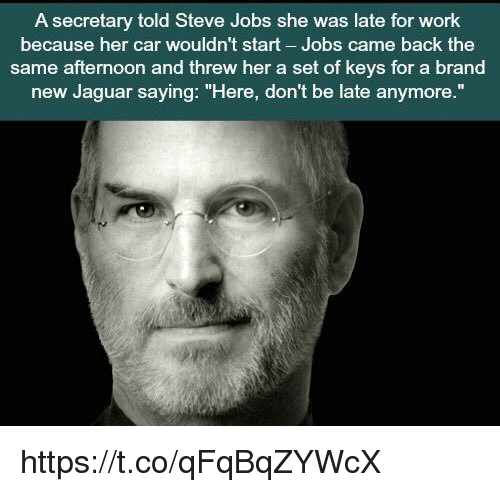 A secretary told Steve Jobs she was late for work
because her car wouldn't start – Jobs came back the
same afternoon and threw her a set of keys for a brand
new Jaguar saying: "Here, don't be late anymore."
https://t.co/qFqBqZYWcX